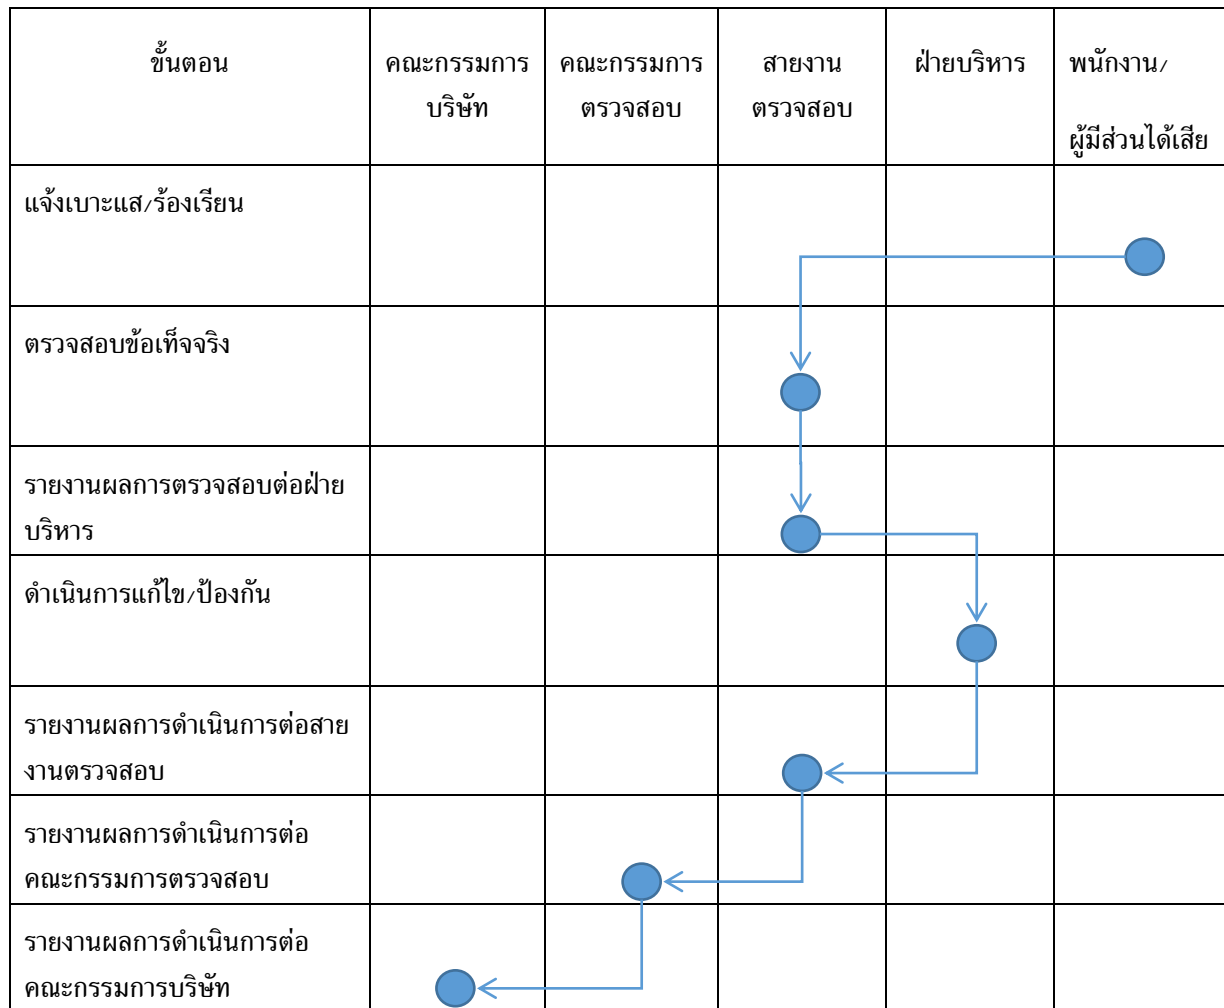 ขั้นตอน
คณะกรรมการ
บริษัท
คณะกรรมการ
ตรวจสอบ
สายงาน
ตรวจสอบ
ฝ่ายบริหาร
พนักงาน/
ผู้มีส่วนได้เสีย
แจ้งเบาะแส/ร้องเรียน
ตรวจสอบข้อเท็จจริง
รายงานผลการตรวจสอบต่อฝ่าย
บริหาร
ดำเนินการแก้ไข/ป้องกัน
รายงานผลการดำเนินการต่อสาย
งานตรวจสอบ
รายงานผลการดำเนินการต่อ
คณะกรรมการตรวจสอบ
รายงานผลการดำเนินการต่อ
คณะกรรมการบริษัท